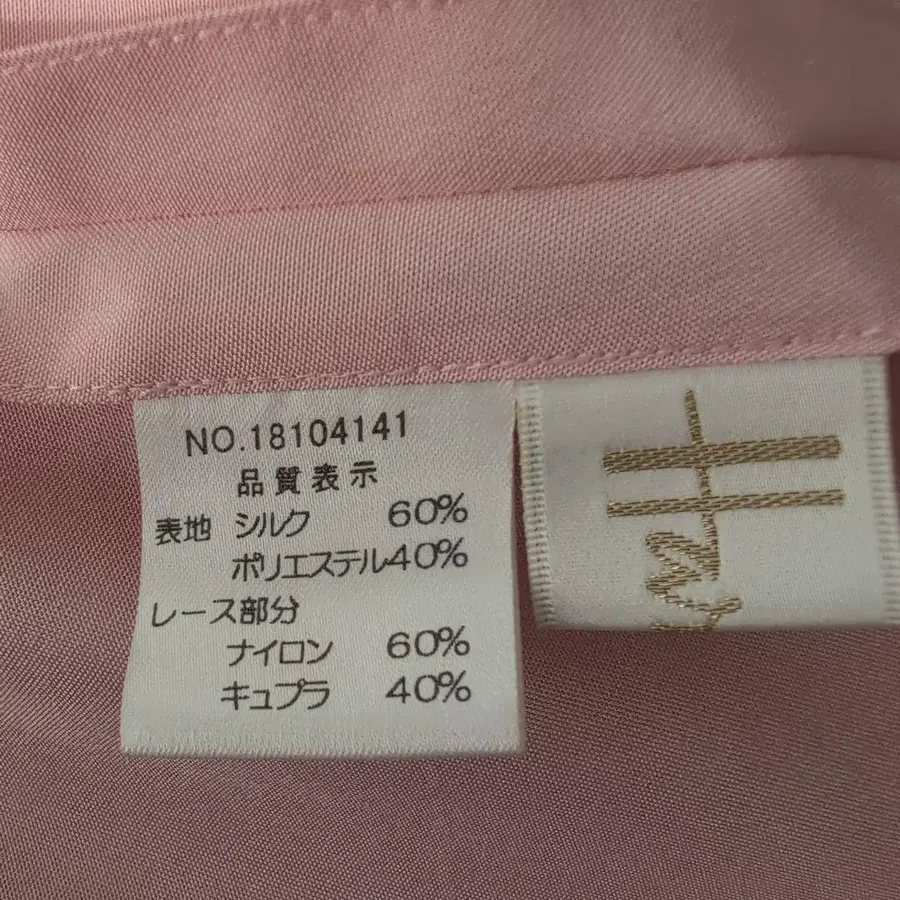 NO.18104141
品質表示
表地 シルク 60%
ポリエステル40%
レース部分
ナイロン 60%
キュプラ 40%